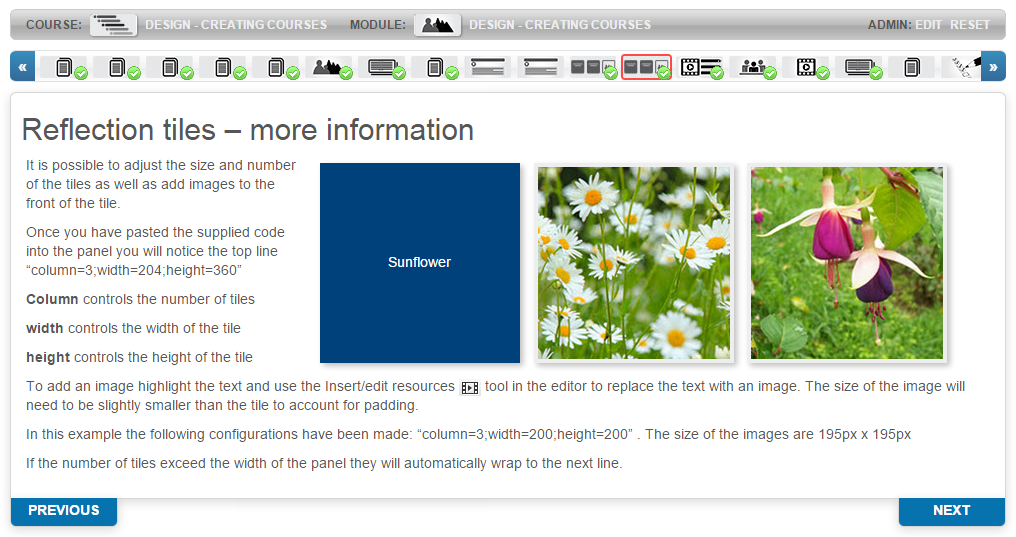 COURSE: DESIGN - CREATING COURSES MODULE: DESIGN - CREATING COURSES ADMIN: EDIT RESET
« »
Reflection tiles – more information
It is possible to adjust the size and number
of the tiles as well as add images to the
front of the tile.
Once you have pasted the supplied code
into the panel you will notice the top line
“column=3;width=204;height=360”
Column controls the number of tiles
width controls the width of the tile
height controls the height of the tile
Sunflower
To add an image highlight the text and use the Insert/edit resources tool in the editor to replace the text with an image. The size of the image will
need to be slightly smaller than the tile to account for padding.
In this example the following configurations have been made: “column=3;width=200;height=200” . The size of the images are 195px x 195px
If the number of tiles exceed the width of the panel they will automatically wrap to the next line.
PREVIOUS NEXT